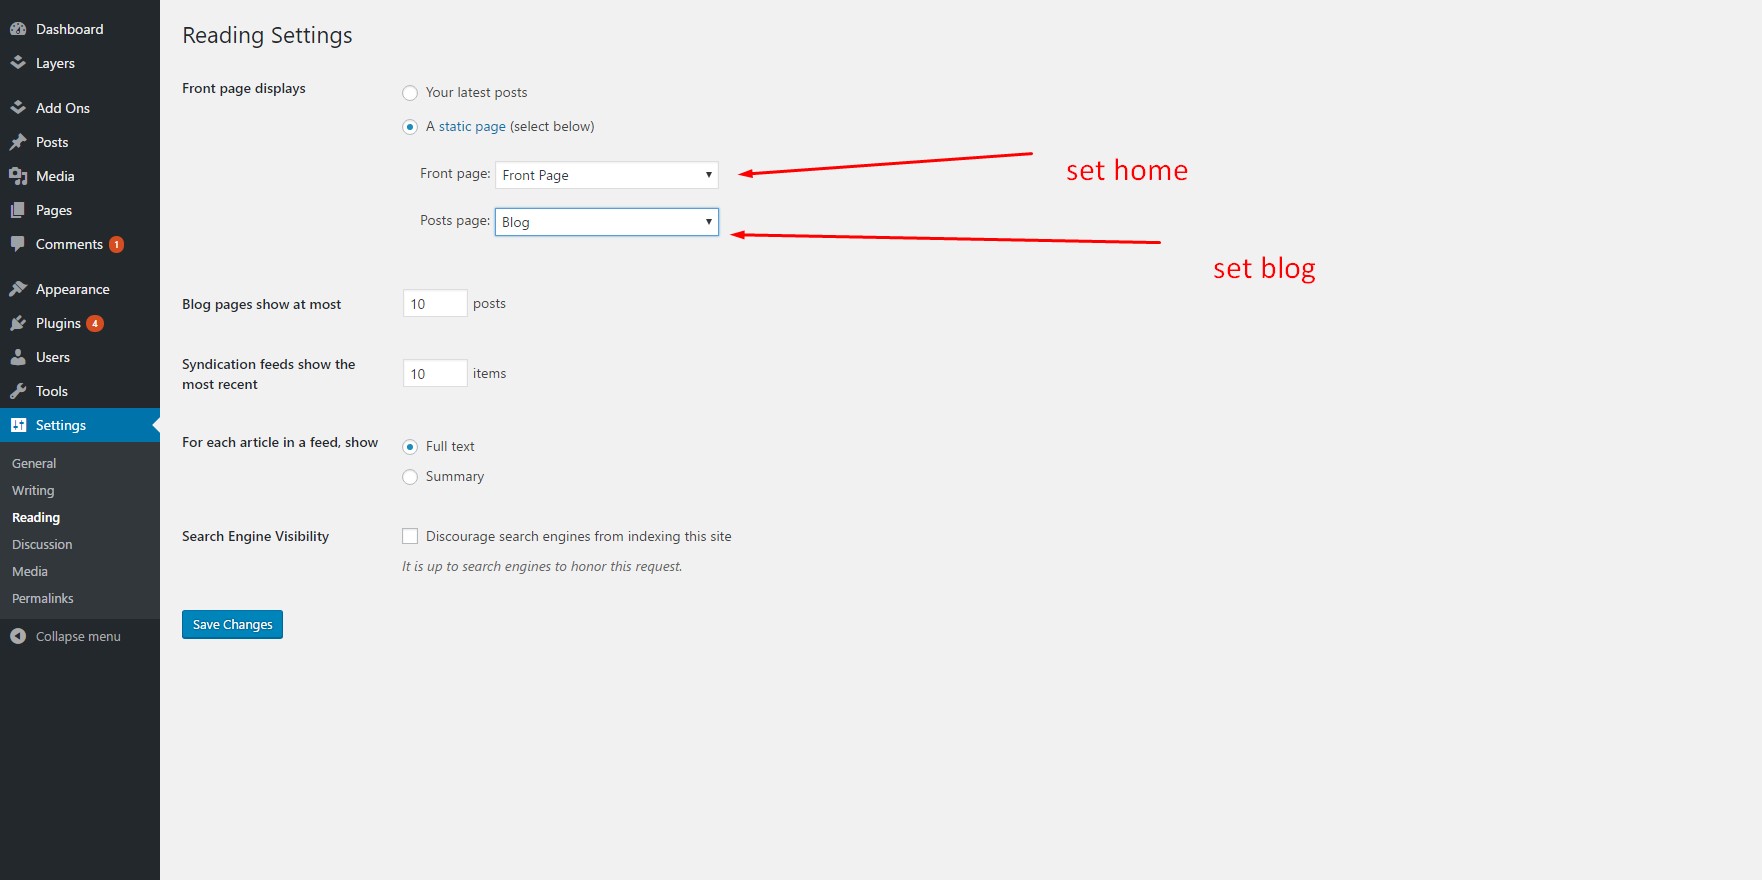 Dashboard
Layers
Add Ons
Posts
Media
Pages
Comments 1
Appearance
Plugins 4
Users
Tools
Settings
General
Writing
Reading
Discussion
Media
Permalinks
Collapse menu
Reading Settings
Front page displays
Your latest posts
A static page (select below)
Front page: Front Page
set home
Posts page: Blog
set blog
Blog pages show at most 10 posts
Syndication feeds show the
most recent
10 items
For each article in a feed, show
Full text
Summary
Search Engine Visibility
Discourage search engines from indexing this site
It is up to search engines to honor this request.
Save Changes